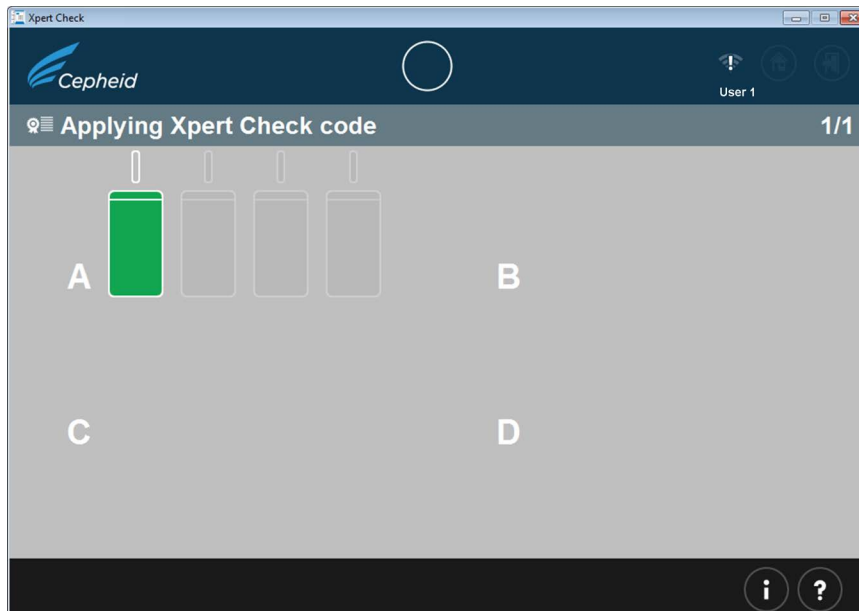 Xpert Check
Cepheid
User 1
Applying Xpert Check code
1/1
A
B
C
D
i
?